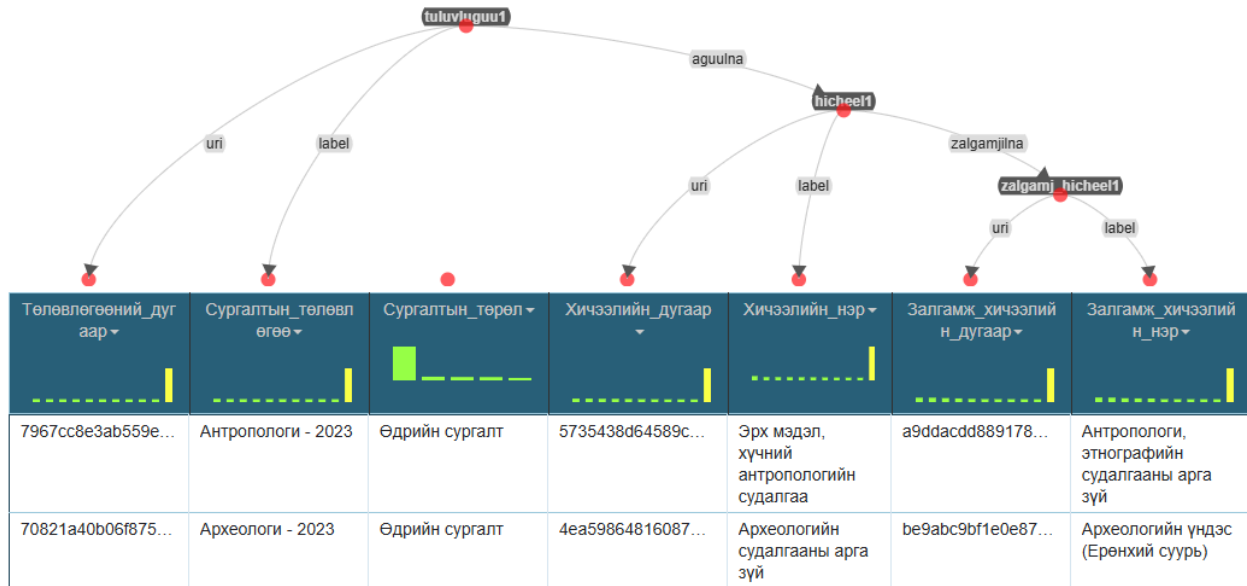 tuluvluguu1
aguulna
hicheel1
uri
label
zalgamjilna
uri
label
zalgamj_hicheel1
uri
label
Төлөвлөгөөний_дуг
аар
Сургалтын_төлөвл
өгөө
Сургалтын_төрөл
Хичээлийн_дугаар
Хичээлийн_нэр
Залгамж_хичээлий
н_дугаар
Залгамж_хичээлий
н_нэр
7967cc8e3ab559e...
Антропологи - 2023
Өдрийн сургалт
5735438d64589c...
Эрх мэдэл,
хүчний
антропологийн
судалгаа
a9ddacdd889178...
Антропологи,
этнографийн
судалгааны арга
зүй
70821a40b06f875...
Археологи - 2023
Өдрийн сургалт
4ea59864816087...
Археологийн
судалгааны арга
зүй
be9abc9bf1e0e87...
Археологийн үндэс
(Ерөнхий суурь)